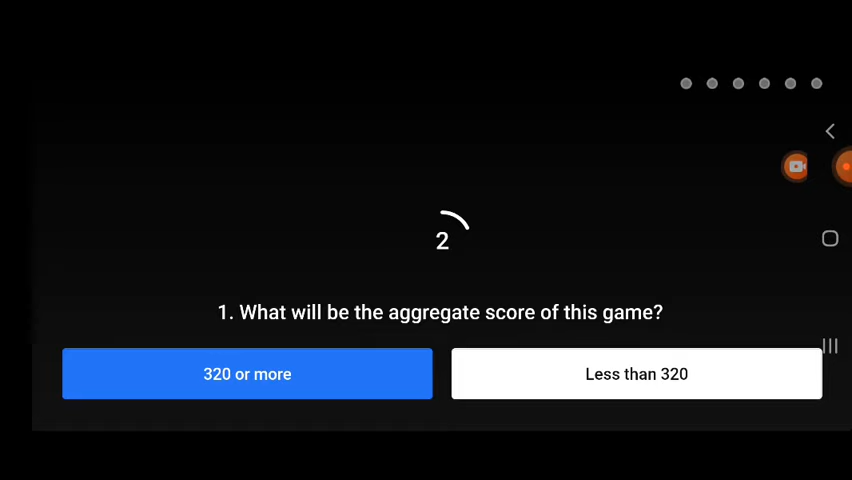 2
1. What will be the aggregate score of this game?
320 or more
Less than 320